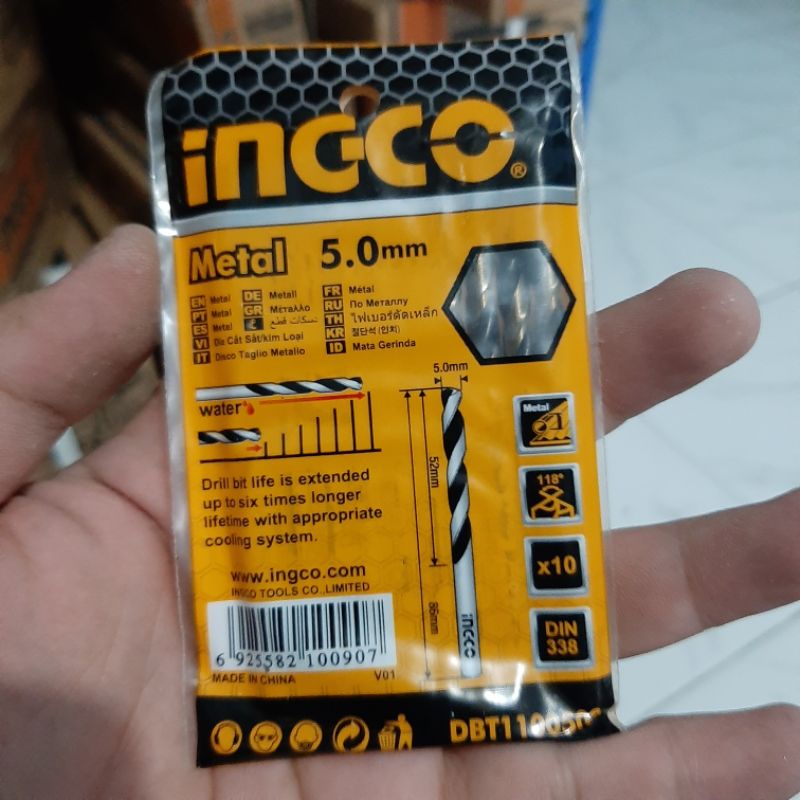 INGCO®
Metal 5.0mm
EN Metal
PT Metal
ES Metal
VI Dĩa Cắt Sắt/kim Loại
IT Disco Taglio Metallo
DE Metall
GR Μέταλλο
FR Métal
RU По Металлу
TH ไฟเบอร์ตัดเหล็ก
KR 절단석(인치)
ID Mata Gerinda
water
Drill bit life is extended
up to six times longer
lifetime with appropriate
cooling system.
www.ingco.com
INGCO TOOLS CO.,LIMITED
6 925582 100907
MADE IN CHINA V01
5.0mm
52mm
86mm
INGCO
Metal
118°
x10
DIN
338